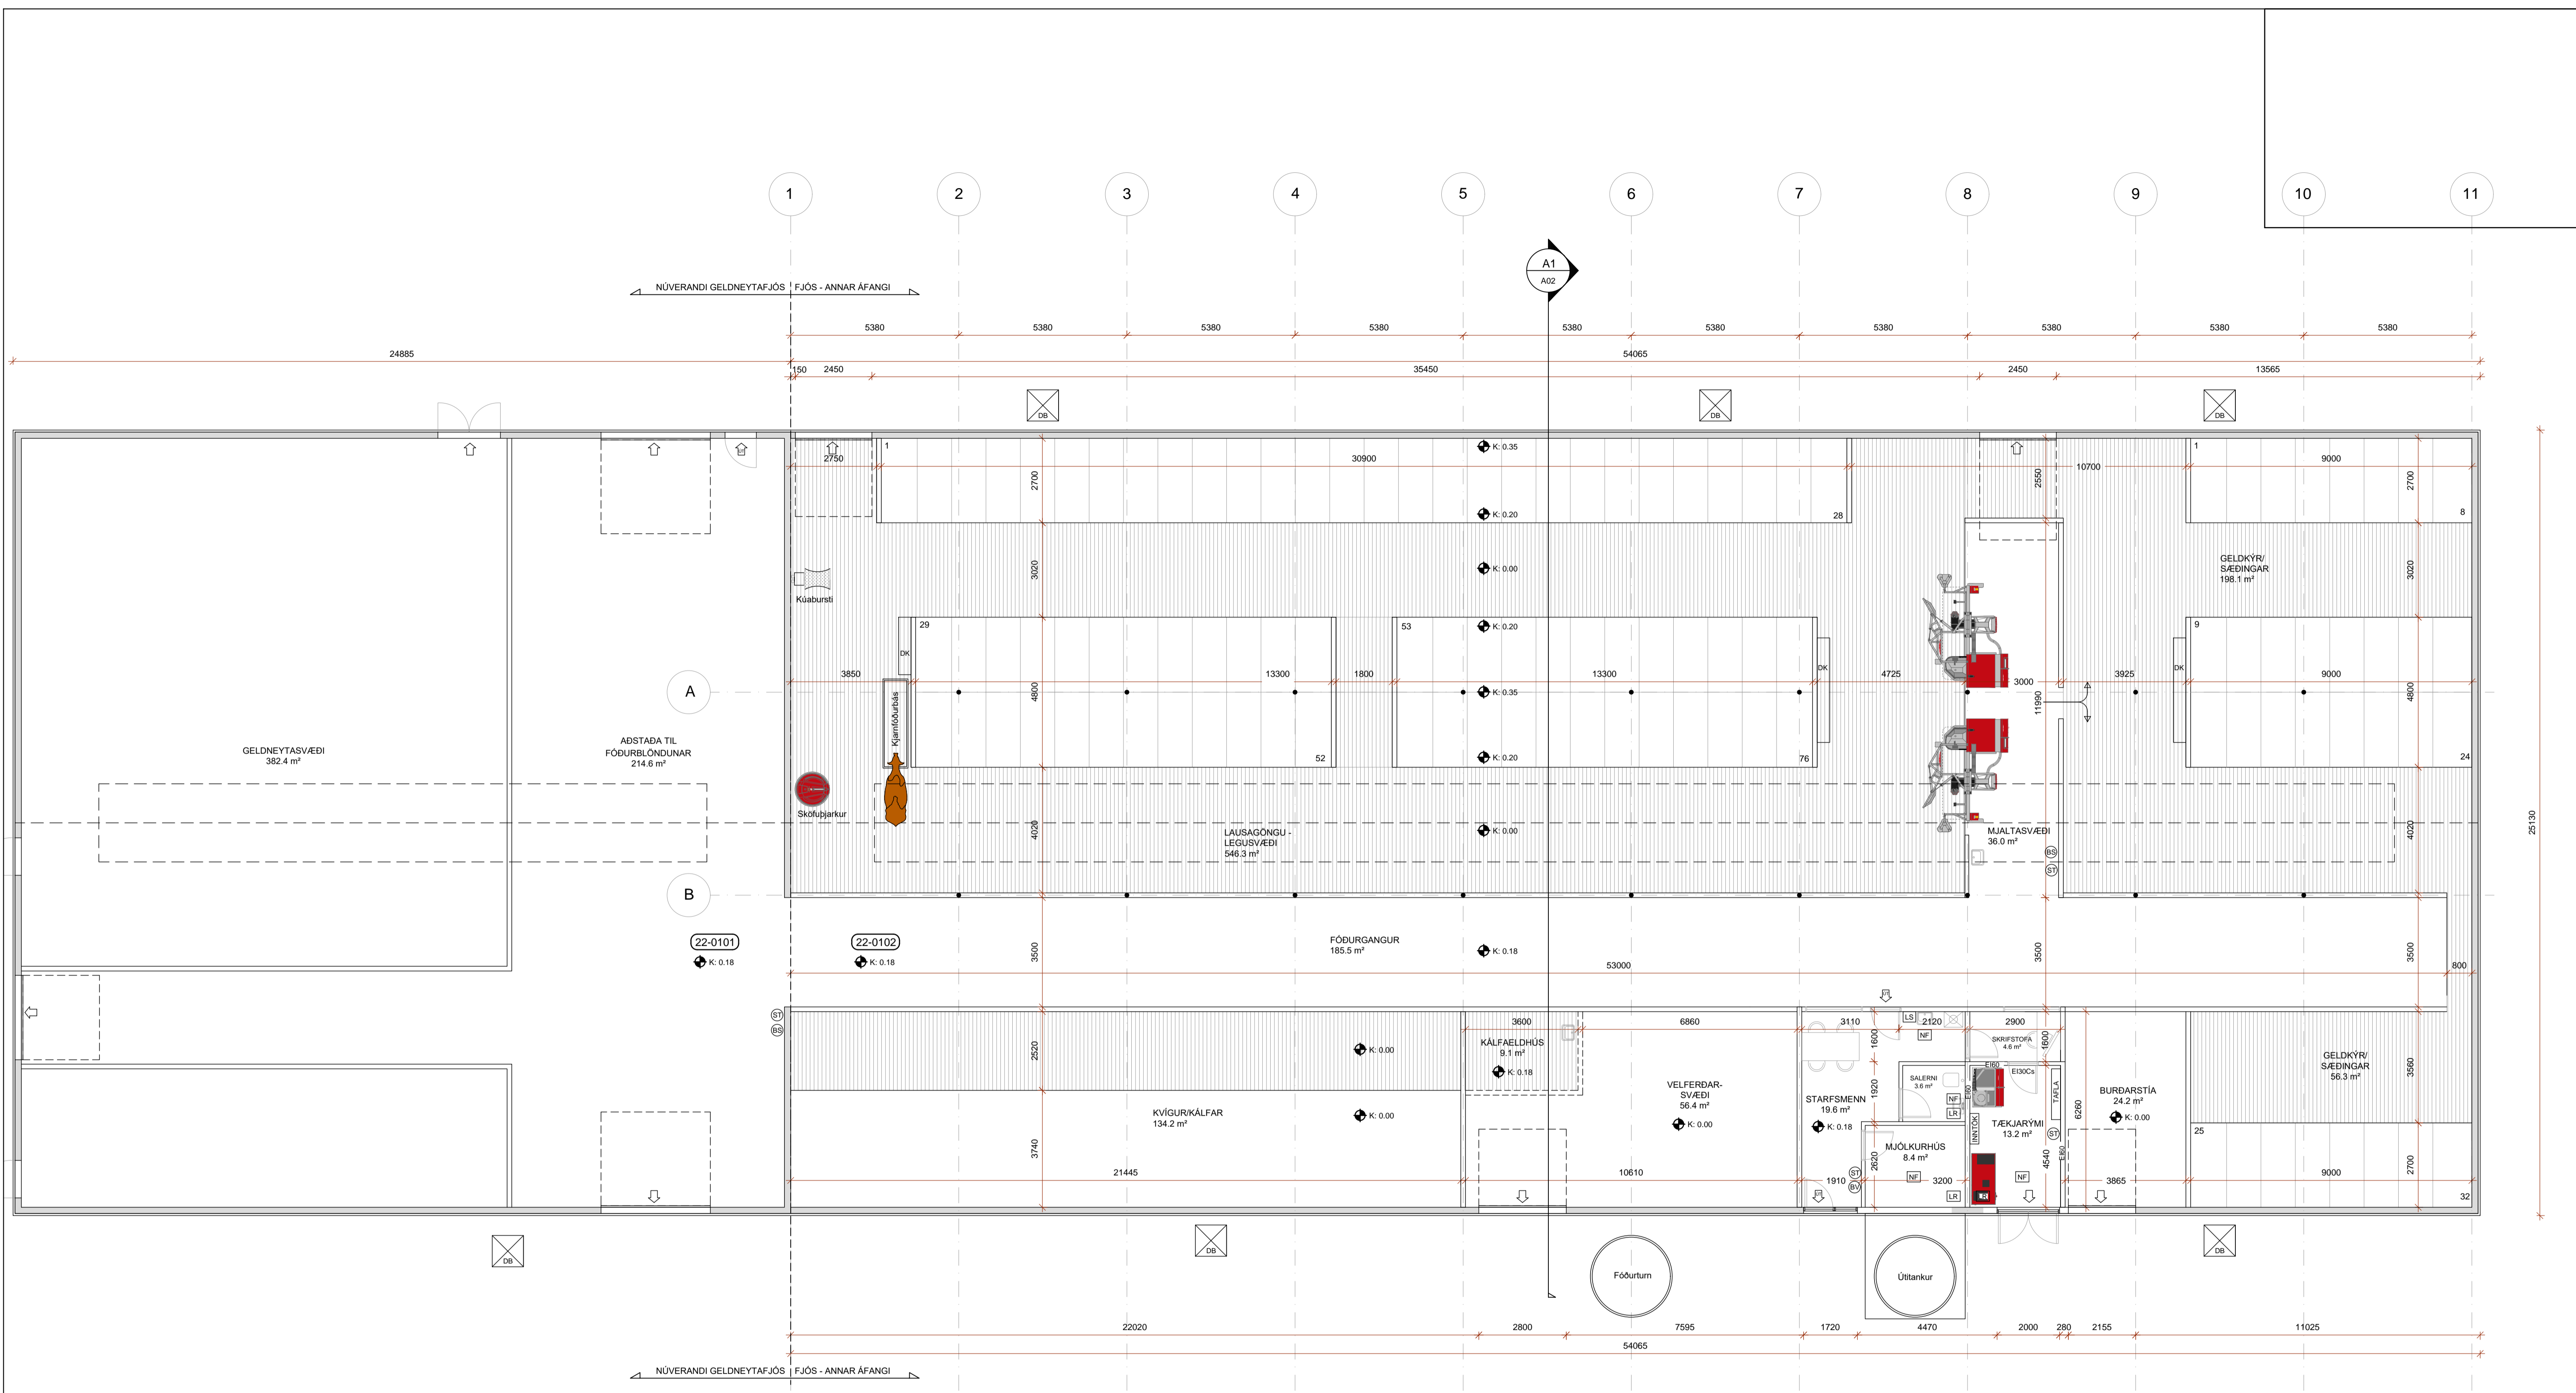 1 2 3 4 5 6 7 8 9 10 11
A1
A02
NÚVERANDI GELDNEYTAFJÓS FJÓS - ANNAR ÁFANGI
5380 5380 5380 5380 5380 5380 5380 5380 5380 5380
24885 54065
150 2450 35450 2450 13565
DB DB DB
1 K: 0.35 1
2750 30900 10700 9000
2700 2550 2700
28 K: 0.20 8
3020 K: 0.00 3020
GELDKÝR/
SÆÐINGAR
198.1 m²
Kúabursti
29 53 K: 0.20 9
DK DK DK
3850 13300 1800 13300 4725 3000 3925 9000
A
4800 K: 0.35 11990 4800
Kjarnfóðurbás
GELDNEYTASVÆÐI
382.4 m²
AÐSTAÐA TIL
FÓÐURBLÖNDUNAR
214.6 m²
52 K: 0.20 76 24
25130
Sköfuþjarkur
4020 K: 0.00 4020
LAUSAGÖNGU -
LEGUSVÆÐI
546.3 m²
MJALTASVÆÐI
36.0 m²
BS
ST
B
22-0101
K: 0.18
22-0102
K: 0.18
FÓÐURGANGUR
185.5 m²
K: 0.18
3500 3500 3500
53000 800
ST
BS
ÚT
3600 6860 3110 2120 2900
LS
NF
KÁLFAELDHÚS
9.1 m²
K: 0.18
2520 K: 0.00
1600
SKRIFSTOFA
4.6 m²
1600
EI60
EI30Cs
GELDKÝR/
SÆÐINGAR
56.3 m²
3560
SALERNI
3.6 m²
NF
LR
EI60
1920
TAFLA
6260
VELFERÐAR-
SVÆÐI
56.4 m²
K: 0.00
STARFSMENN
19.6 m²
K: 0.18
BURÐARSTÍA
24.2 m²
K: 0.00
KVÍGUR/KÁLFAR
134.2 m²
K: 0.00
INNTÖK
TÆKJARÝMI
13.2 m²
ST
25
MJÓLKURHÚS
8.4 m²
3740 2620 4540 EI60 2700
21445 10610 1910 3200 3865 9000
ST
BV
NF
NF
ÚT
LR
LR
32
DB DB DB
Fóðurturn
Útitankur
22020 2800 7595 1720 4470 2000 280 2155 11025
54065
NÚVERANDI GELDNEYTAFJÓS FJÓS - ANNAR ÁFANGI